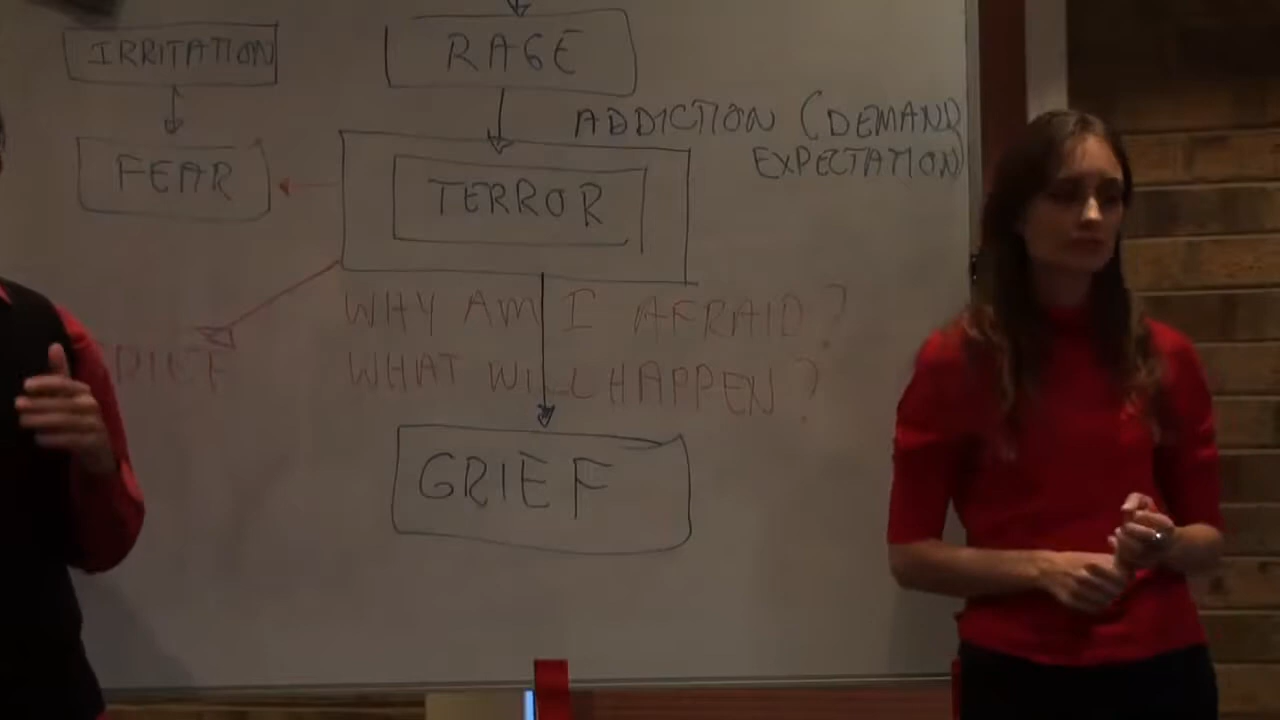 IRRITATION
RAGE
ADDICTION (DEMAND
EXPECTATION)
FEAR
TERROR
WHY AM I AFRAID?
WHAT WILL HAPPEN?
GRIEF